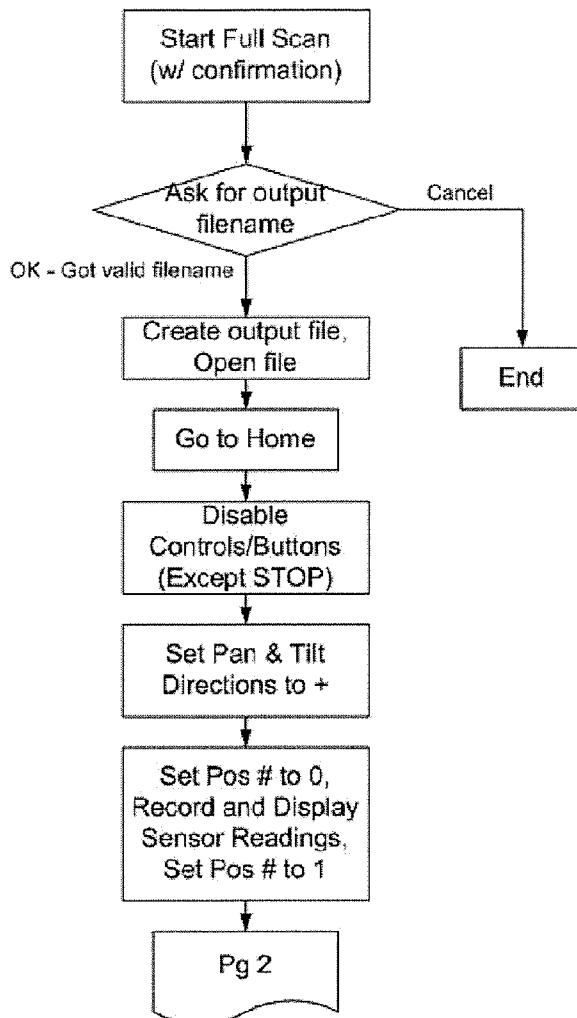 Start Full Scan
(w/ confirmation)
Ask for output
filename
Cancel
OK - Got valid filename
End
Create output file,
Open file
Go to Home
Disable
Controls/Buttons
(Except STOP)
Set Pan & Tilt
Directions to +
Set Pos # to 0,
Record and Display
Sensor Readings,
Set Pos # to 1
Pg 2